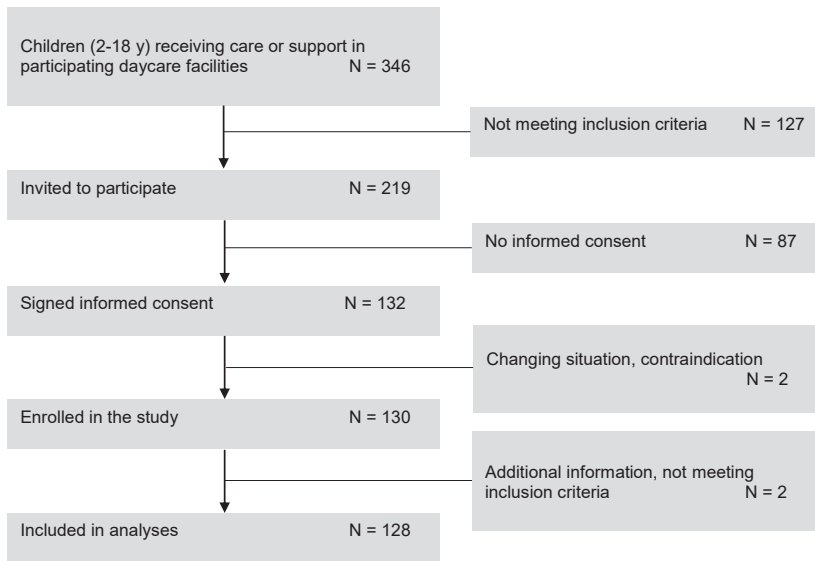 Children (2-18 y) receiving care or support in
participating daycare facilities N = 346
Not meeting inclusion criteria N = 127
Invited to participate N = 219
No informed consent N = 87
Signed informed consent N = 132
Changing situation, contraindication
N = 2
Enrolled in the study N = 130
Additional information, not meeting
inclusion criteria N = 2
Included in analyses N = 128